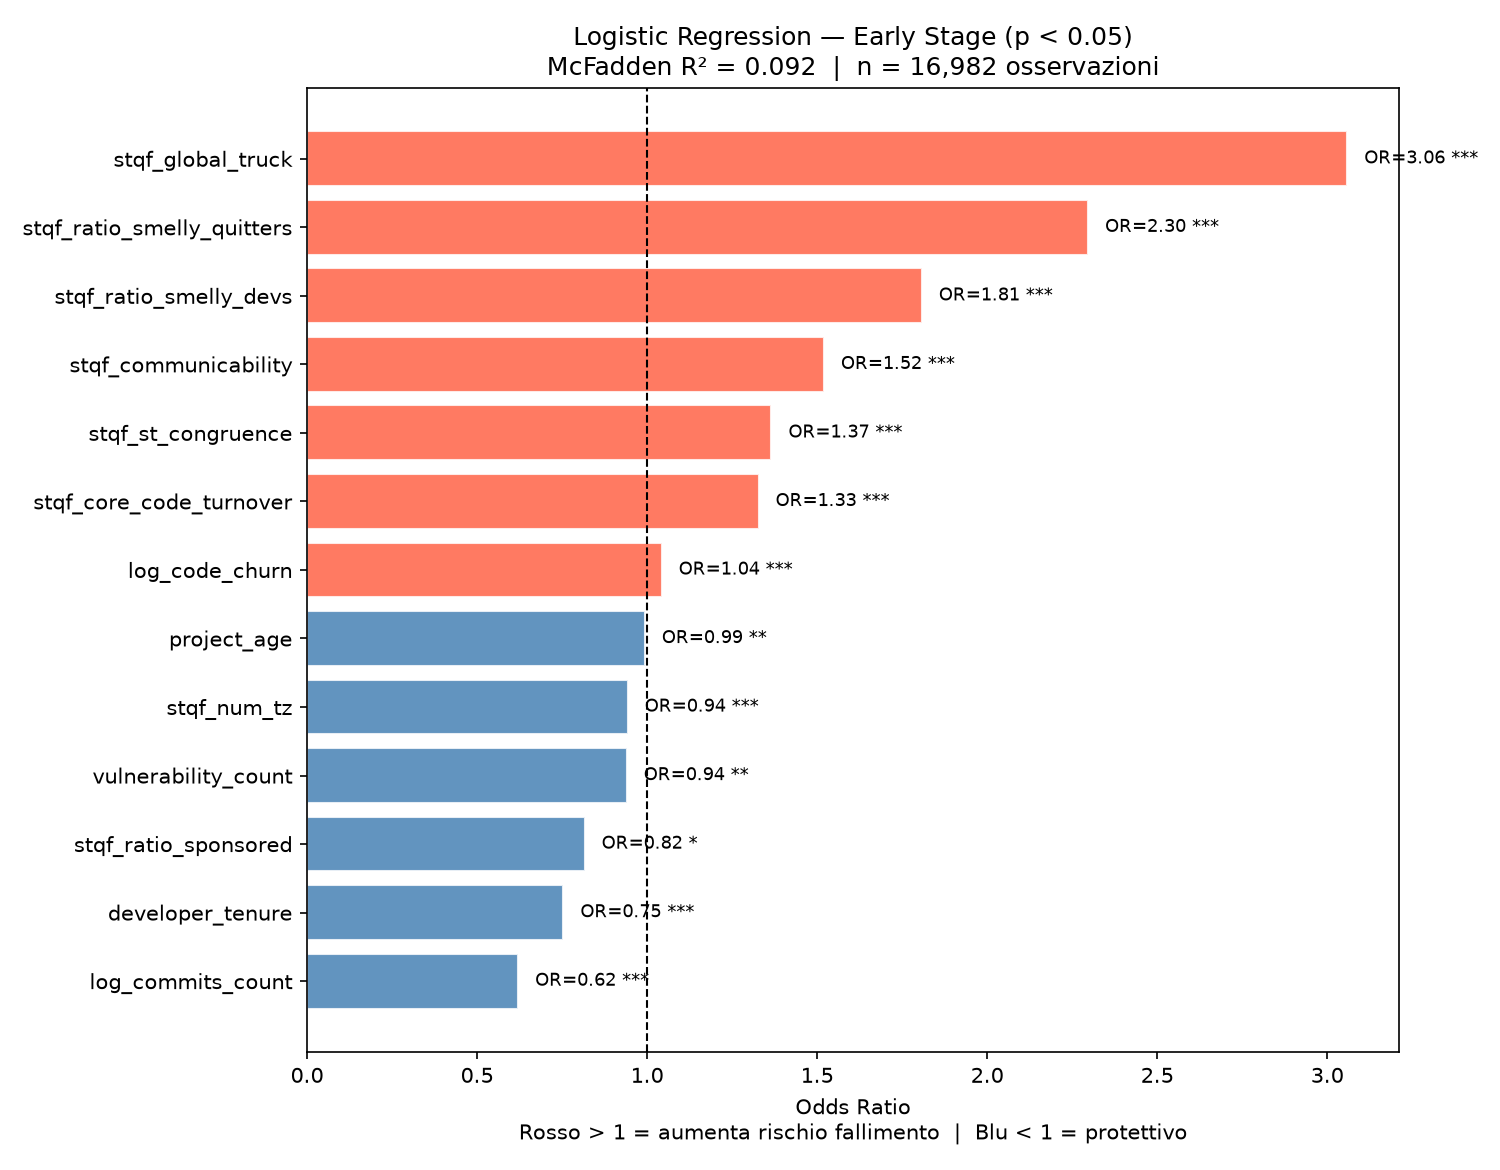 Logistic Regression — Early Stage (p < 0.05)
McFadden R² = 0.092  |  n = 16,982 osservazioni
stqf_global_truck OR=3.06 ***
stqf_ratio_smelly_quitters OR=2.30 ***
stqf_ratio_smelly_devs OR=1.81 ***
stqf_communicability OR=1.52 ***
stqf_st_congruence OR=1.37 ***
stqf_core_code_turnover OR=1.33 ***
log_code_churn OR=1.04 ***
project_age OR=0.99 **
stqf_num_tz OR=0.94 ***
vulnerability_count OR=0.94 **
stqf_ratio_sponsored OR=0.82 *
developer_tenure OR=0.75 ***
log_commits_count OR=0.62 ***
0.0 0.5 1.0 1.5 2.0 2.5 3.0
Odds Ratio
Rosso > 1 = aumenta rischio fallimento  |  Blu < 1 = protettivo